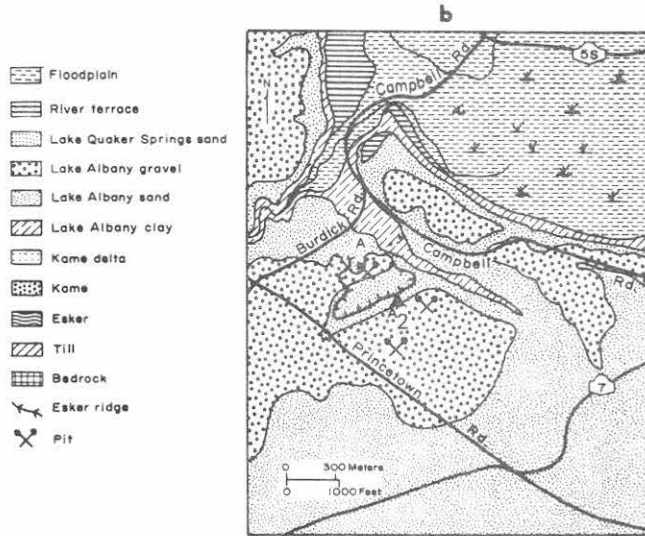 b
Floodplain
River terrace
Lake Quaker Springs sand
Lake Albany gravel
Lake Albany sand
Lake Albany clay
Kame delta
Kame
Esker
Till
Bedrock
Esker ridge
Pit
5S
Campbell Rd.
Burdick Rd.
A
Campbell Rd.
A'
2
Princetown Rd.
7
0 300 Meters
0 1000 Feet